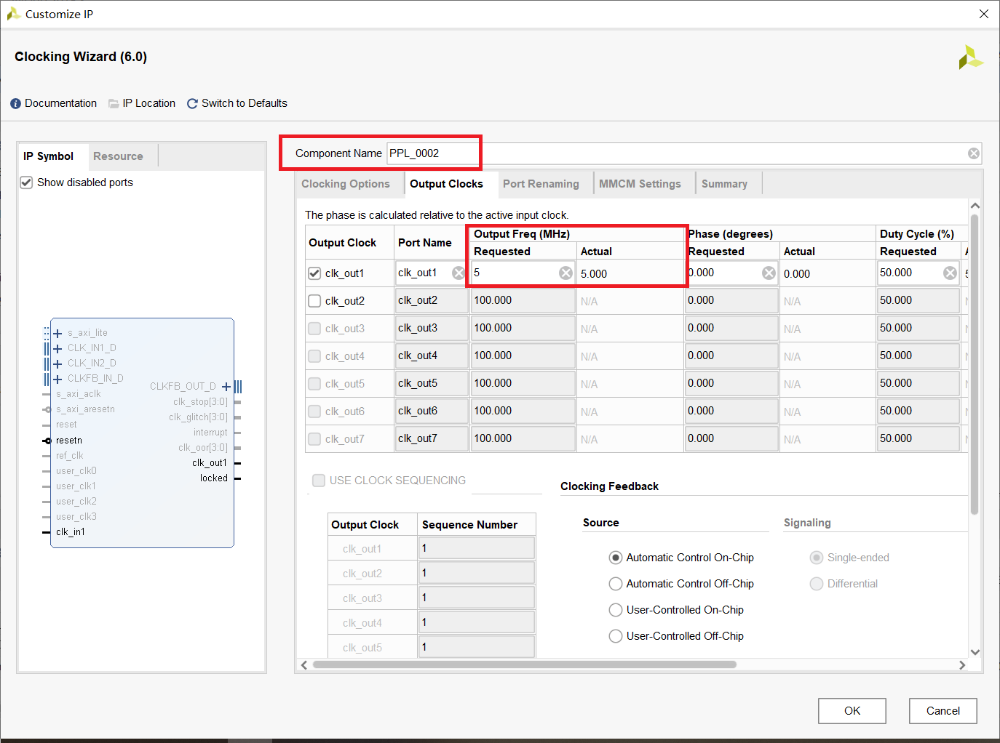 Customize IP
Clocking Wizard (6.0)
Documentation IP Location Switch to Defaults
IP Symbol Resource
Show disabled ports
s_axi_lite
CLK_IN1_D
CLK_IN2_D
CLKFB_IN_D
s_axi_aclk
s_axi_aresetn
reset
resetn
ref_clk
user_clk0
user_clk1
user_clk2
user_clk3
clk_in1
CLKFB_OUT_D
clk_stop[3:0]
clk_glitch[3:0]
interrupt
clk_oor[3:0]
clk_out1
locked
Component Name PPL_0002
Clocking Options Output Clocks Port Renaming MMCM Settings Summary
The phase is calculated relative to the active input clock.
Output Clock Port Name Output Freq (MHz) Phase (degrees) Duty Cycle (%)
Requested Actual Requested Actual Requested
clk_out1 clk_out1 5 5.000 0.000 0.000 50.000
clk_out2 clk_out2 100.000 N/A 0.000 N/A 50.000
clk_out3 clk_out3 100.000 N/A 0.000 N/A 50.000
clk_out4 clk_out4 100.000 N/A 0.000 N/A 50.000
clk_out5 clk_out5 100.000 N/A 0.000 N/A 50.000
clk_out6 clk_out6 100.000 N/A 0.000 N/A 50.000
clk_out7 clk_out7 100.000 N/A 0.000 N/A 50.000
USE CLOCK SEQUENCING
Output Clock Sequence Number
clk_out1 1
clk_out2 1
clk_out3 1
clk_out4 1
clk_out5 1
Clocking Feedback
Source Signaling
Automatic Control On-Chip Single-ended
Automatic Control Off-Chip Differential
User-Controlled On-Chip
User-Controlled Off-Chip
OK Cancel